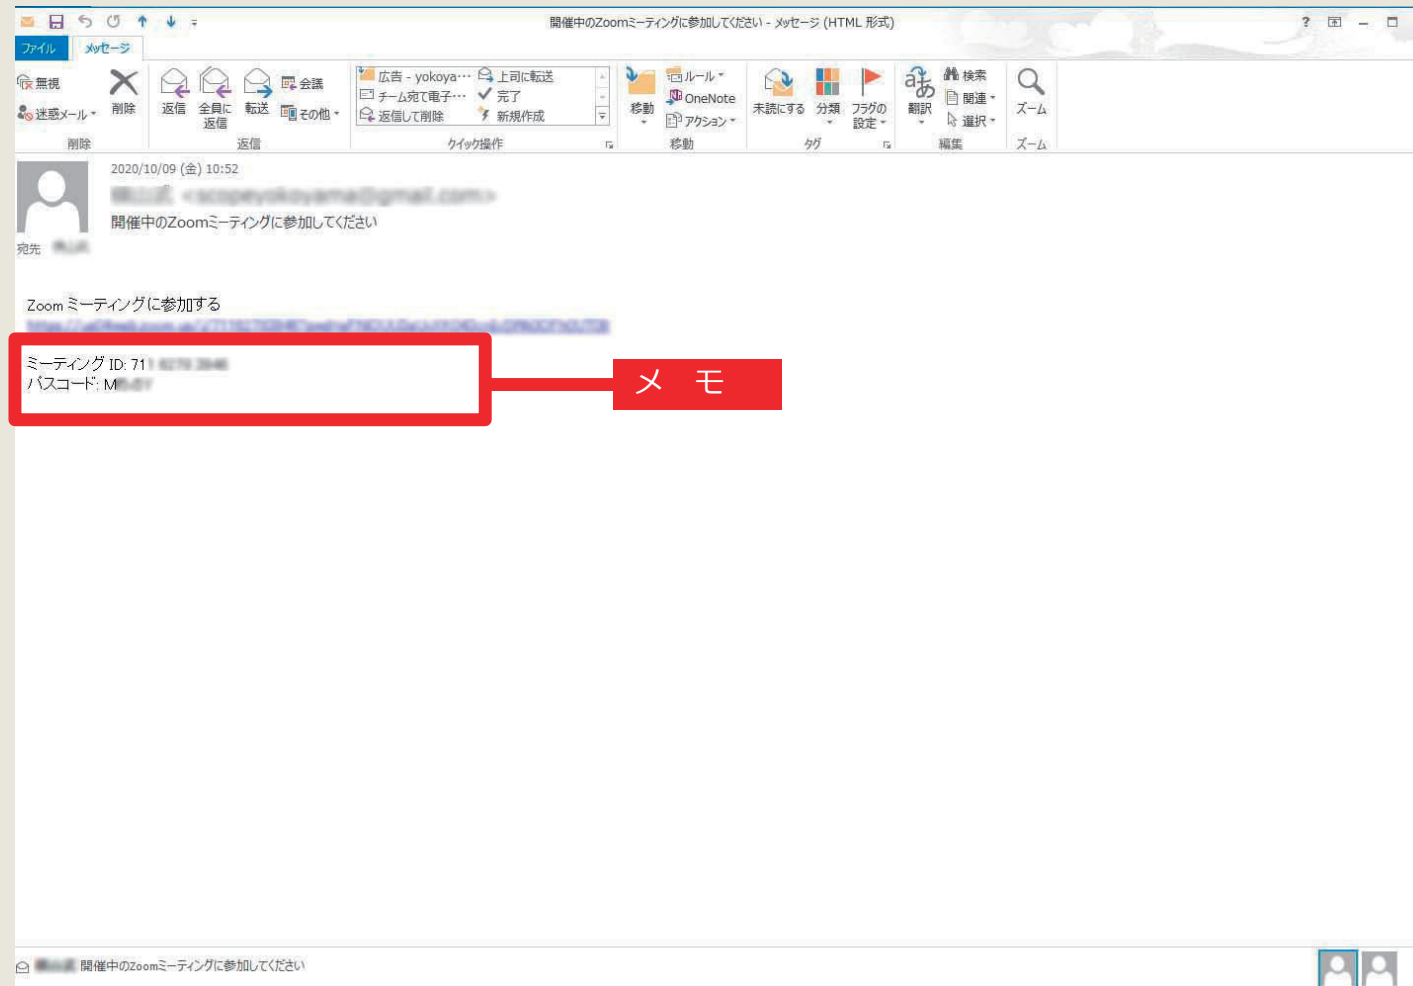 開催中のZoomミーティングに参加してください - メッセージ (HTML 形式)
?
ファイル メッセージ
無視
迷惑メール
削除
返信
全員に
返信
転送
会議
その他
広告 - yokoya…
チーム宛て電子…
返信して削除
上司に転送
完了
新規作成
移動
ルール
OneNote
アクション
未読にする
分類
フラグの
設定
翻訳
検索
関連
選択
ズーム
削除 返信 クイック操作 移動 タグ 編集 ズーム
2020/10/09 (金) 10:52
開催中のZoomミーティングに参加してください
宛先
Zoom ミーティングに参加する
ミーティング ID: 71
パスコード: M
メ モ
開催中のZoomミーティングに参加してください